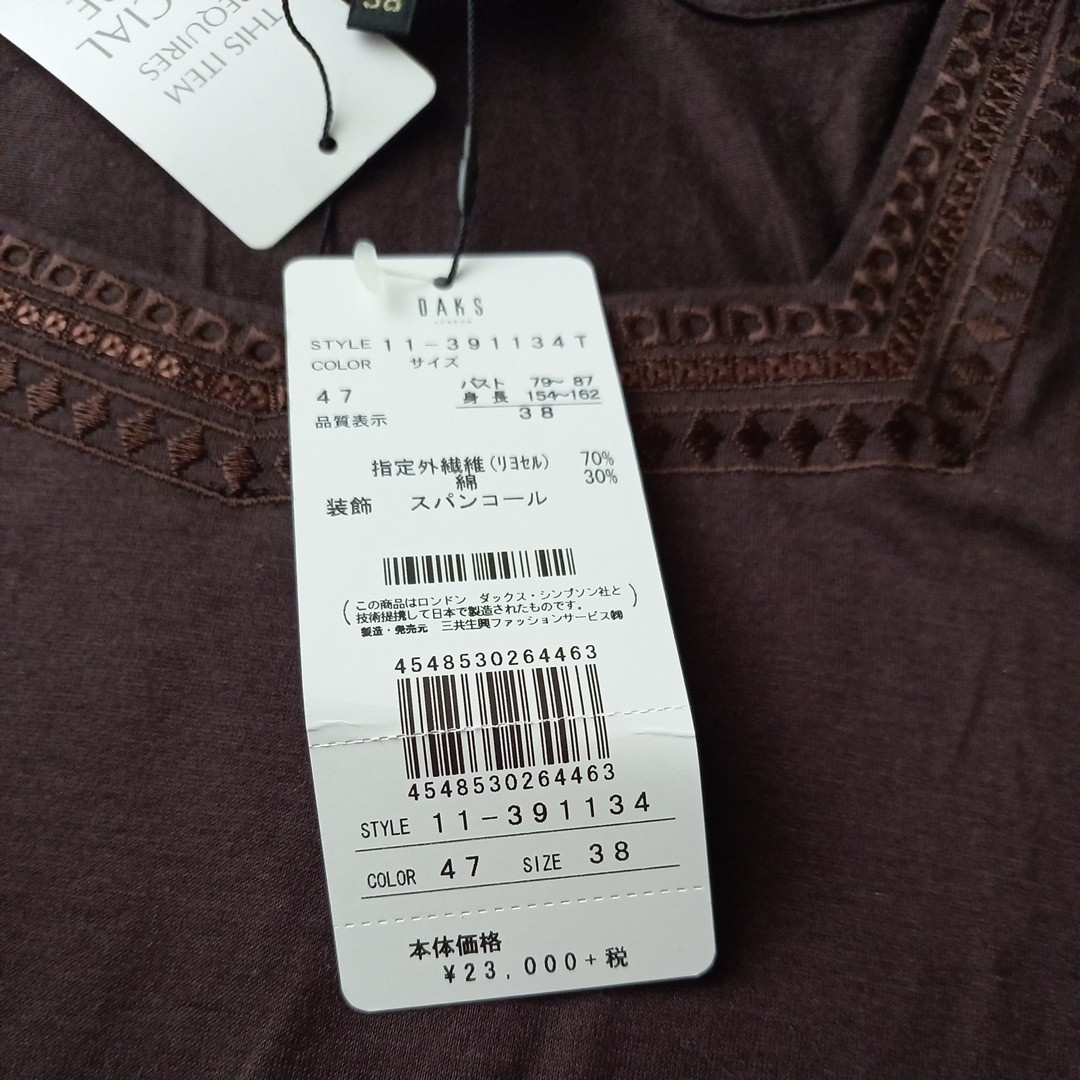 38
THIS ITEM
REQUIRES
CIAL
RE
DAKS
LONDON
STYLE 11-391134T
COLOR サイズ
47 バスト 79~ 87
身長 154~162
38
品質表示
指定外繊維(リヨセル) 70%
綿 30%
装飾 スパンコール
(この商品はロンドン ダックス・シンプソン社と
技術提携して日本で製造されたものです。)
製造・発売元 三共生興ファッションサービス㈱
4548530264463
4548530264463
STYLE 11-391134
COLOR 47 SIZE 38
本体価格
¥23,000+税